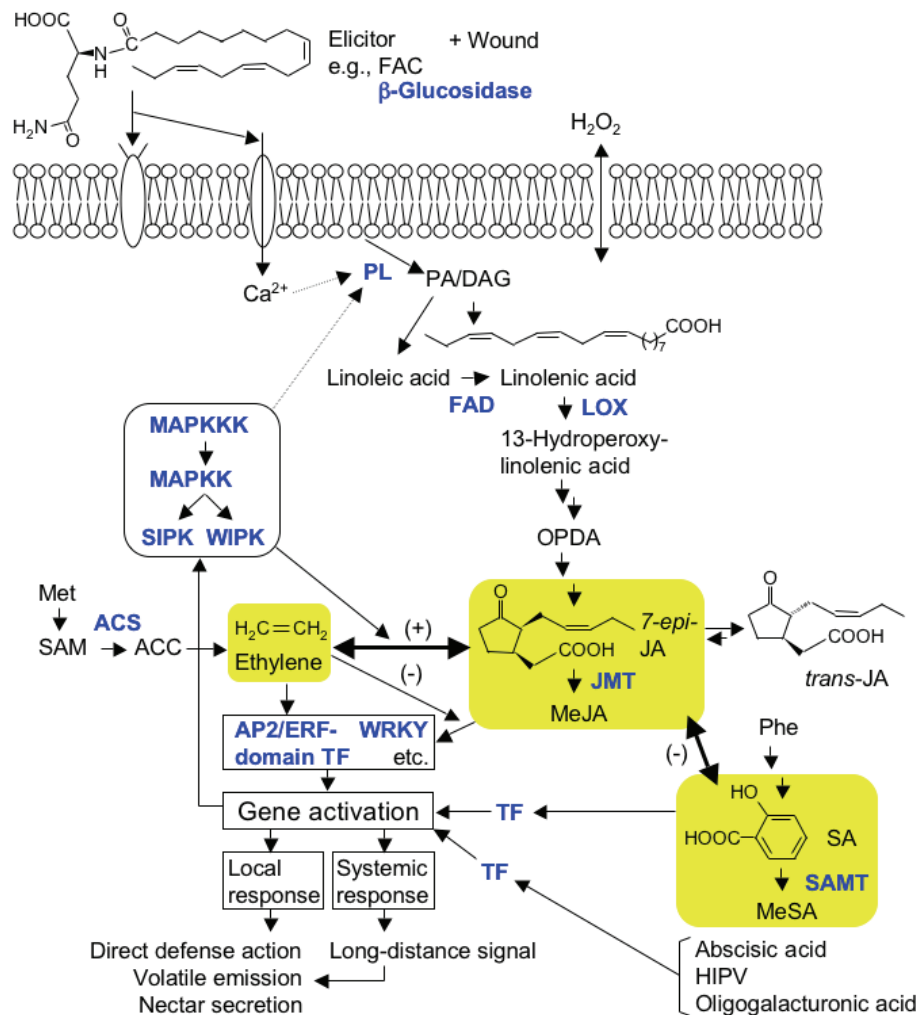 HOOC
O
O
N
H
H₂N
O
Elicitor + Wound
e.g., FAC
β-Glucosidase
H₂O₂
Ca²⁺
PL
PA/DAG
COOH
7
Linoleic acid
Linolenic acid
FAD
LOX
13-Hydroperoxy-
linolenic acid
OPDA
MAPKKK
MAPKK
SIPK WIPK
Met
SAM
ACS
ACC
H₂C=CH₂
Ethylene
(+)
(-)
O
COOH
7-epi-
JA
JMT
MeJA
O
COOH
trans-JA
AP2/ERF- WRKY
domain TF etc.
(-)
Phe
HO
HOOC
SA
SAMT
MeSA
Gene activation
TF
TF
Local
response
Systemic
response
Direct defense action
Volatile emission
Nectar secretion
Long-distance signal
Abscisic acid
HIPV
Oligogalacturonic acid